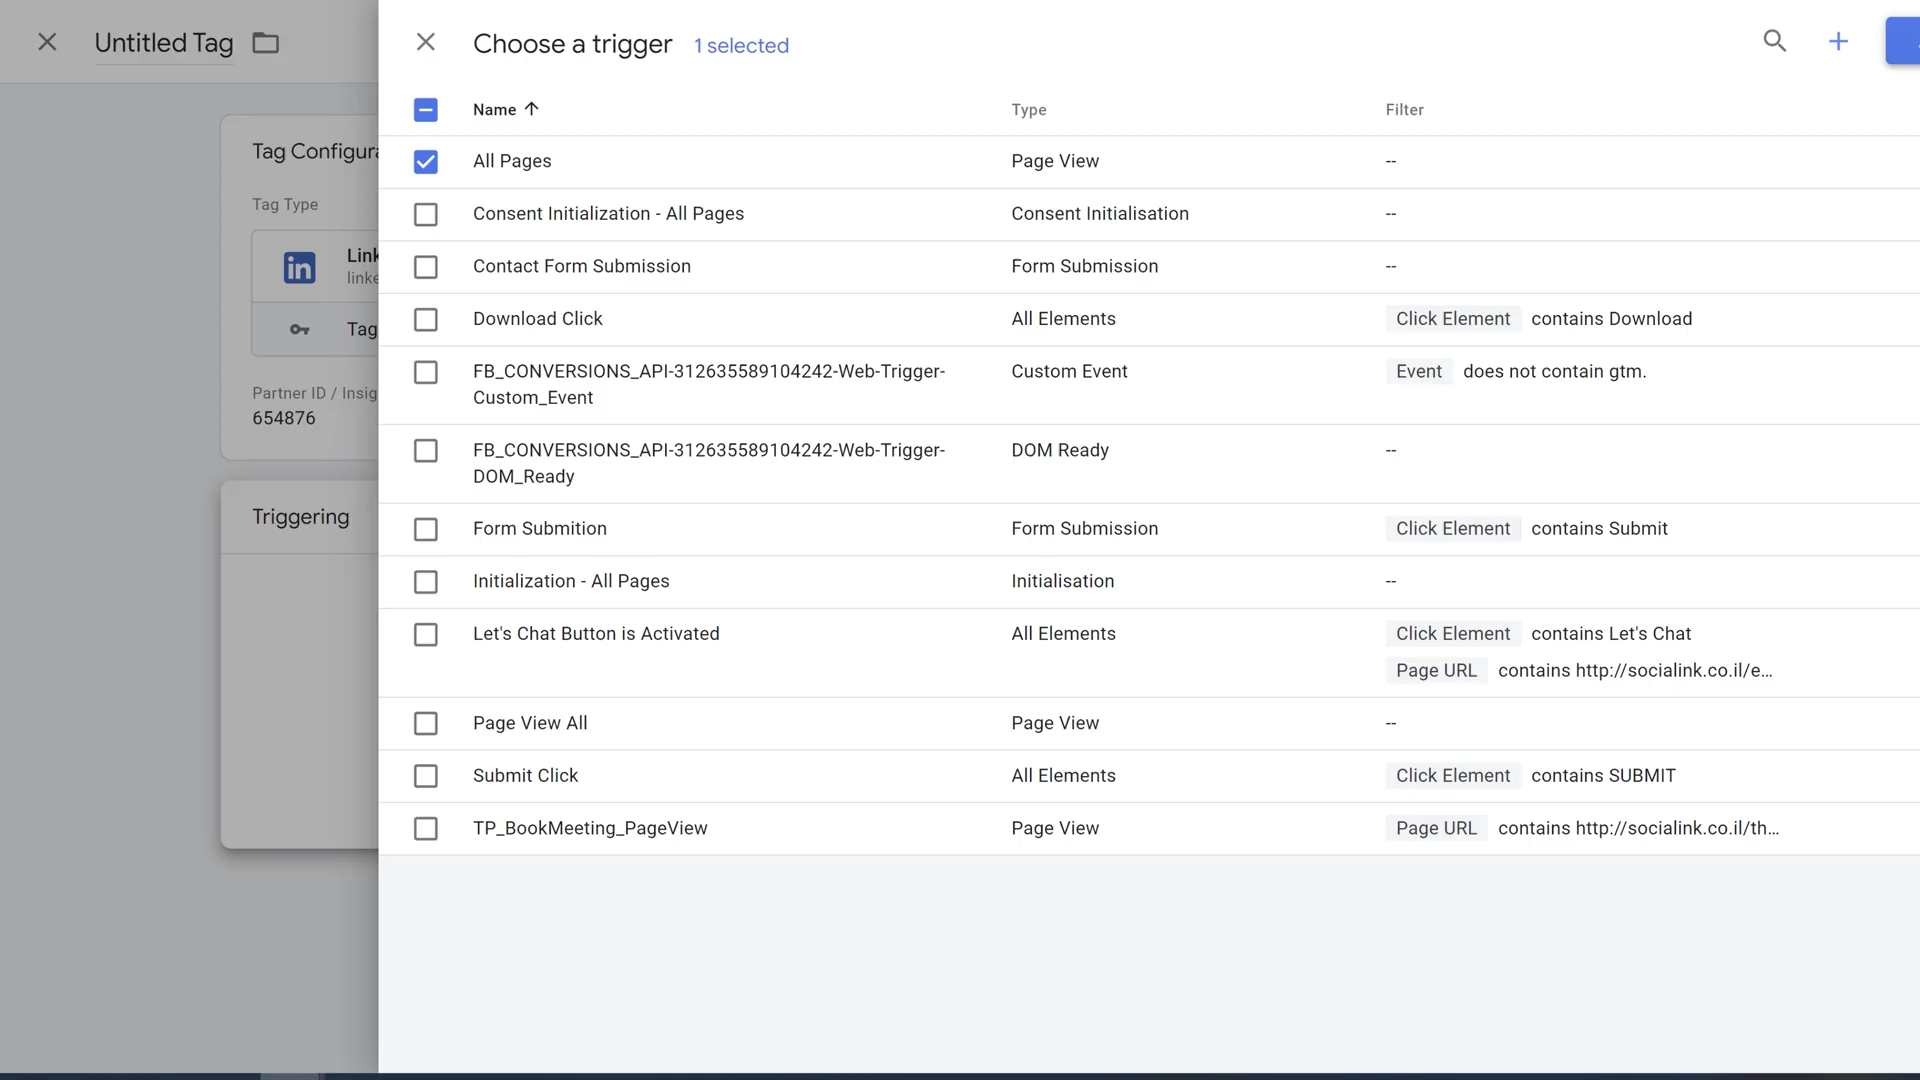 Untitled Tag
Choose a trigger 1 selected
Name Type Filter
All Pages Page View --
Consent Initialization - All Pages Consent Initialisation --
Contact Form Submission Form Submission --
Download Click All Elements Click Element contains Download
FB_CONVERSIONS_API-312635589104242-Web-Trigger-
Custom_Event
Custom Event Event does not contain gtm.
FB_CONVERSIONS_API-312635589104242-Web-Trigger-
DOM_Ready
DOM Ready --
Form Submition Form Submission Click Element contains Submit
Initialization - All Pages Initialisation --
Let's Chat Button is Activated All Elements Click Element contains Let's Chat
Page URL contains http://socialink.co.il/e...
Page View All Page View --
Submit Click All Elements Click Element contains SUBMIT
TP_BookMeeting_PageView Page View Page URL contains http://socialink.co.il/th...
Tag Configura
Tag Type
in
Link
linke
Tag
Partner ID / Insig
654876
Triggering